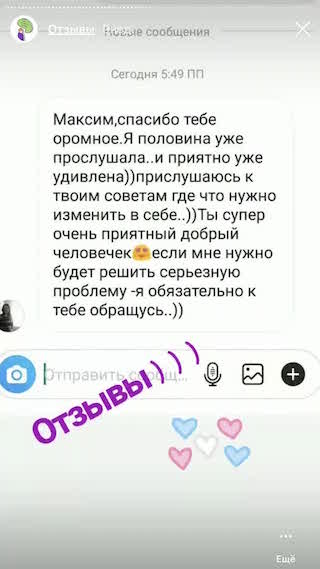 Отзывы
Новые сообщения
Сегодня 5:49 ПП
Максим,спасибо тебе
оромное.Я половина уже
прослушала..и приятно уже
удивлена))прислушаюсь к
твоим советам где что нужно
изменить в себе..))Ты супер
очень приятный добрый
человечек😍если мне нужно
будет решить серьезную
проблему -я обязательно к
тебе обращусь..))
Отправить сообщ...
Отзывы)))
Ещё